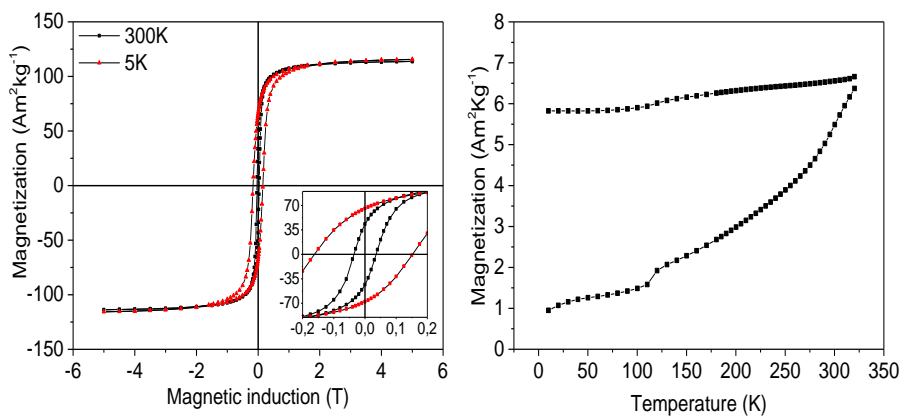 150
100
50
0
-50
-100
-150
Magnetization (Am²kg⁻¹)
300K
5K
-6 -4 -2 0 2 4 6
Magnetic induction (T)
70
35
0
-35
-70
-0,2 -0,1 0,0 0,1 0,2
8
7
6
5
4
3
2
1
0
Magnetization (Am²Kg⁻¹)
0 50 100 150 200 250 300 350
Temperature (K)